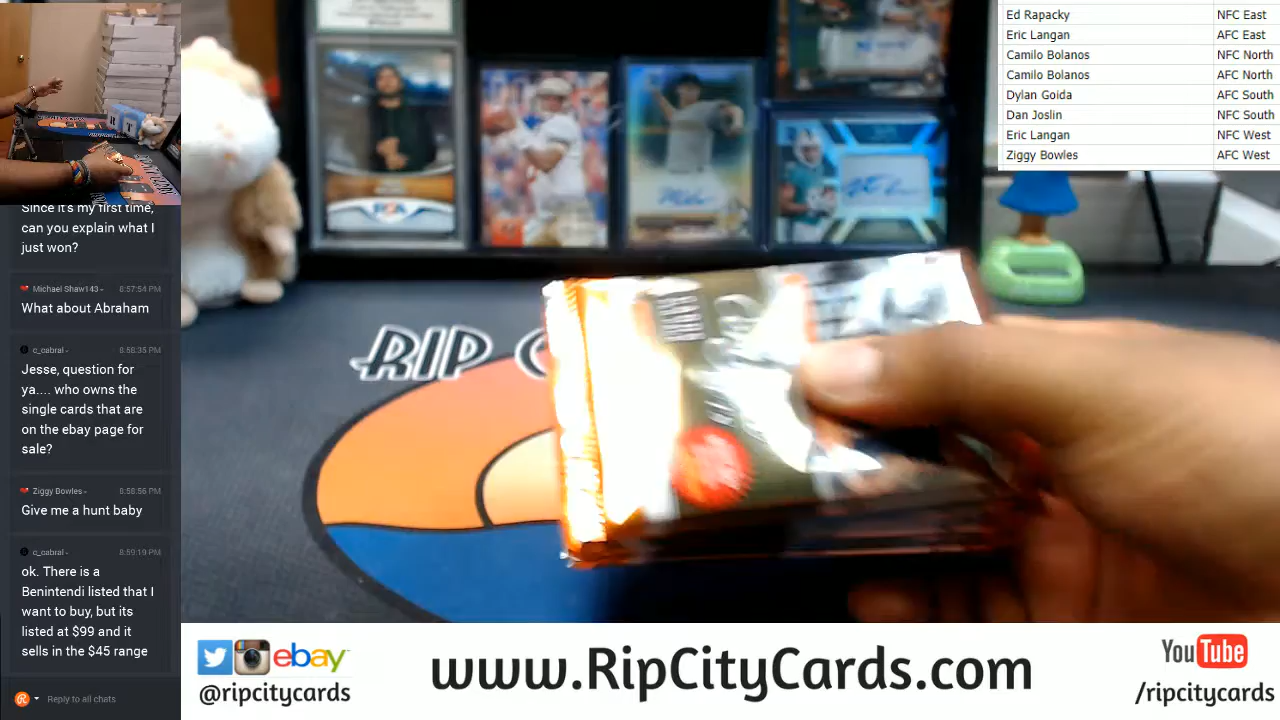 Since it's my first time,
can you explain what I
just won?
Michael Shaw143 - 8:57:54 PM
What about Abraham
c_cabral - 8:58:35 PM
Jesse, question for
ya.... who owns the
single cards that are
on the ebay page for
sale?
Ziggy Bowles - 8:58:56 PM
Give me a hunt baby
c_cabral - 8:59:19 PM
ok. There is a
Benintendi listed that I
want to buy, but its
listed at $99 and it
sells in the $45 range
Reply to all chats
Ed Rapacky NFC East
Eric Langan AFC East
Camilo Bolanos NFC North
Camilo Bolanos AFC North
Dylan Goida AFC South
Dan Joslin NFC South
Eric Langan NFC West
Ziggy Bowles AFC West
RIP
ebay
@ripcitycards
www.RipCityCards.com
YouTube
/ripcitycards